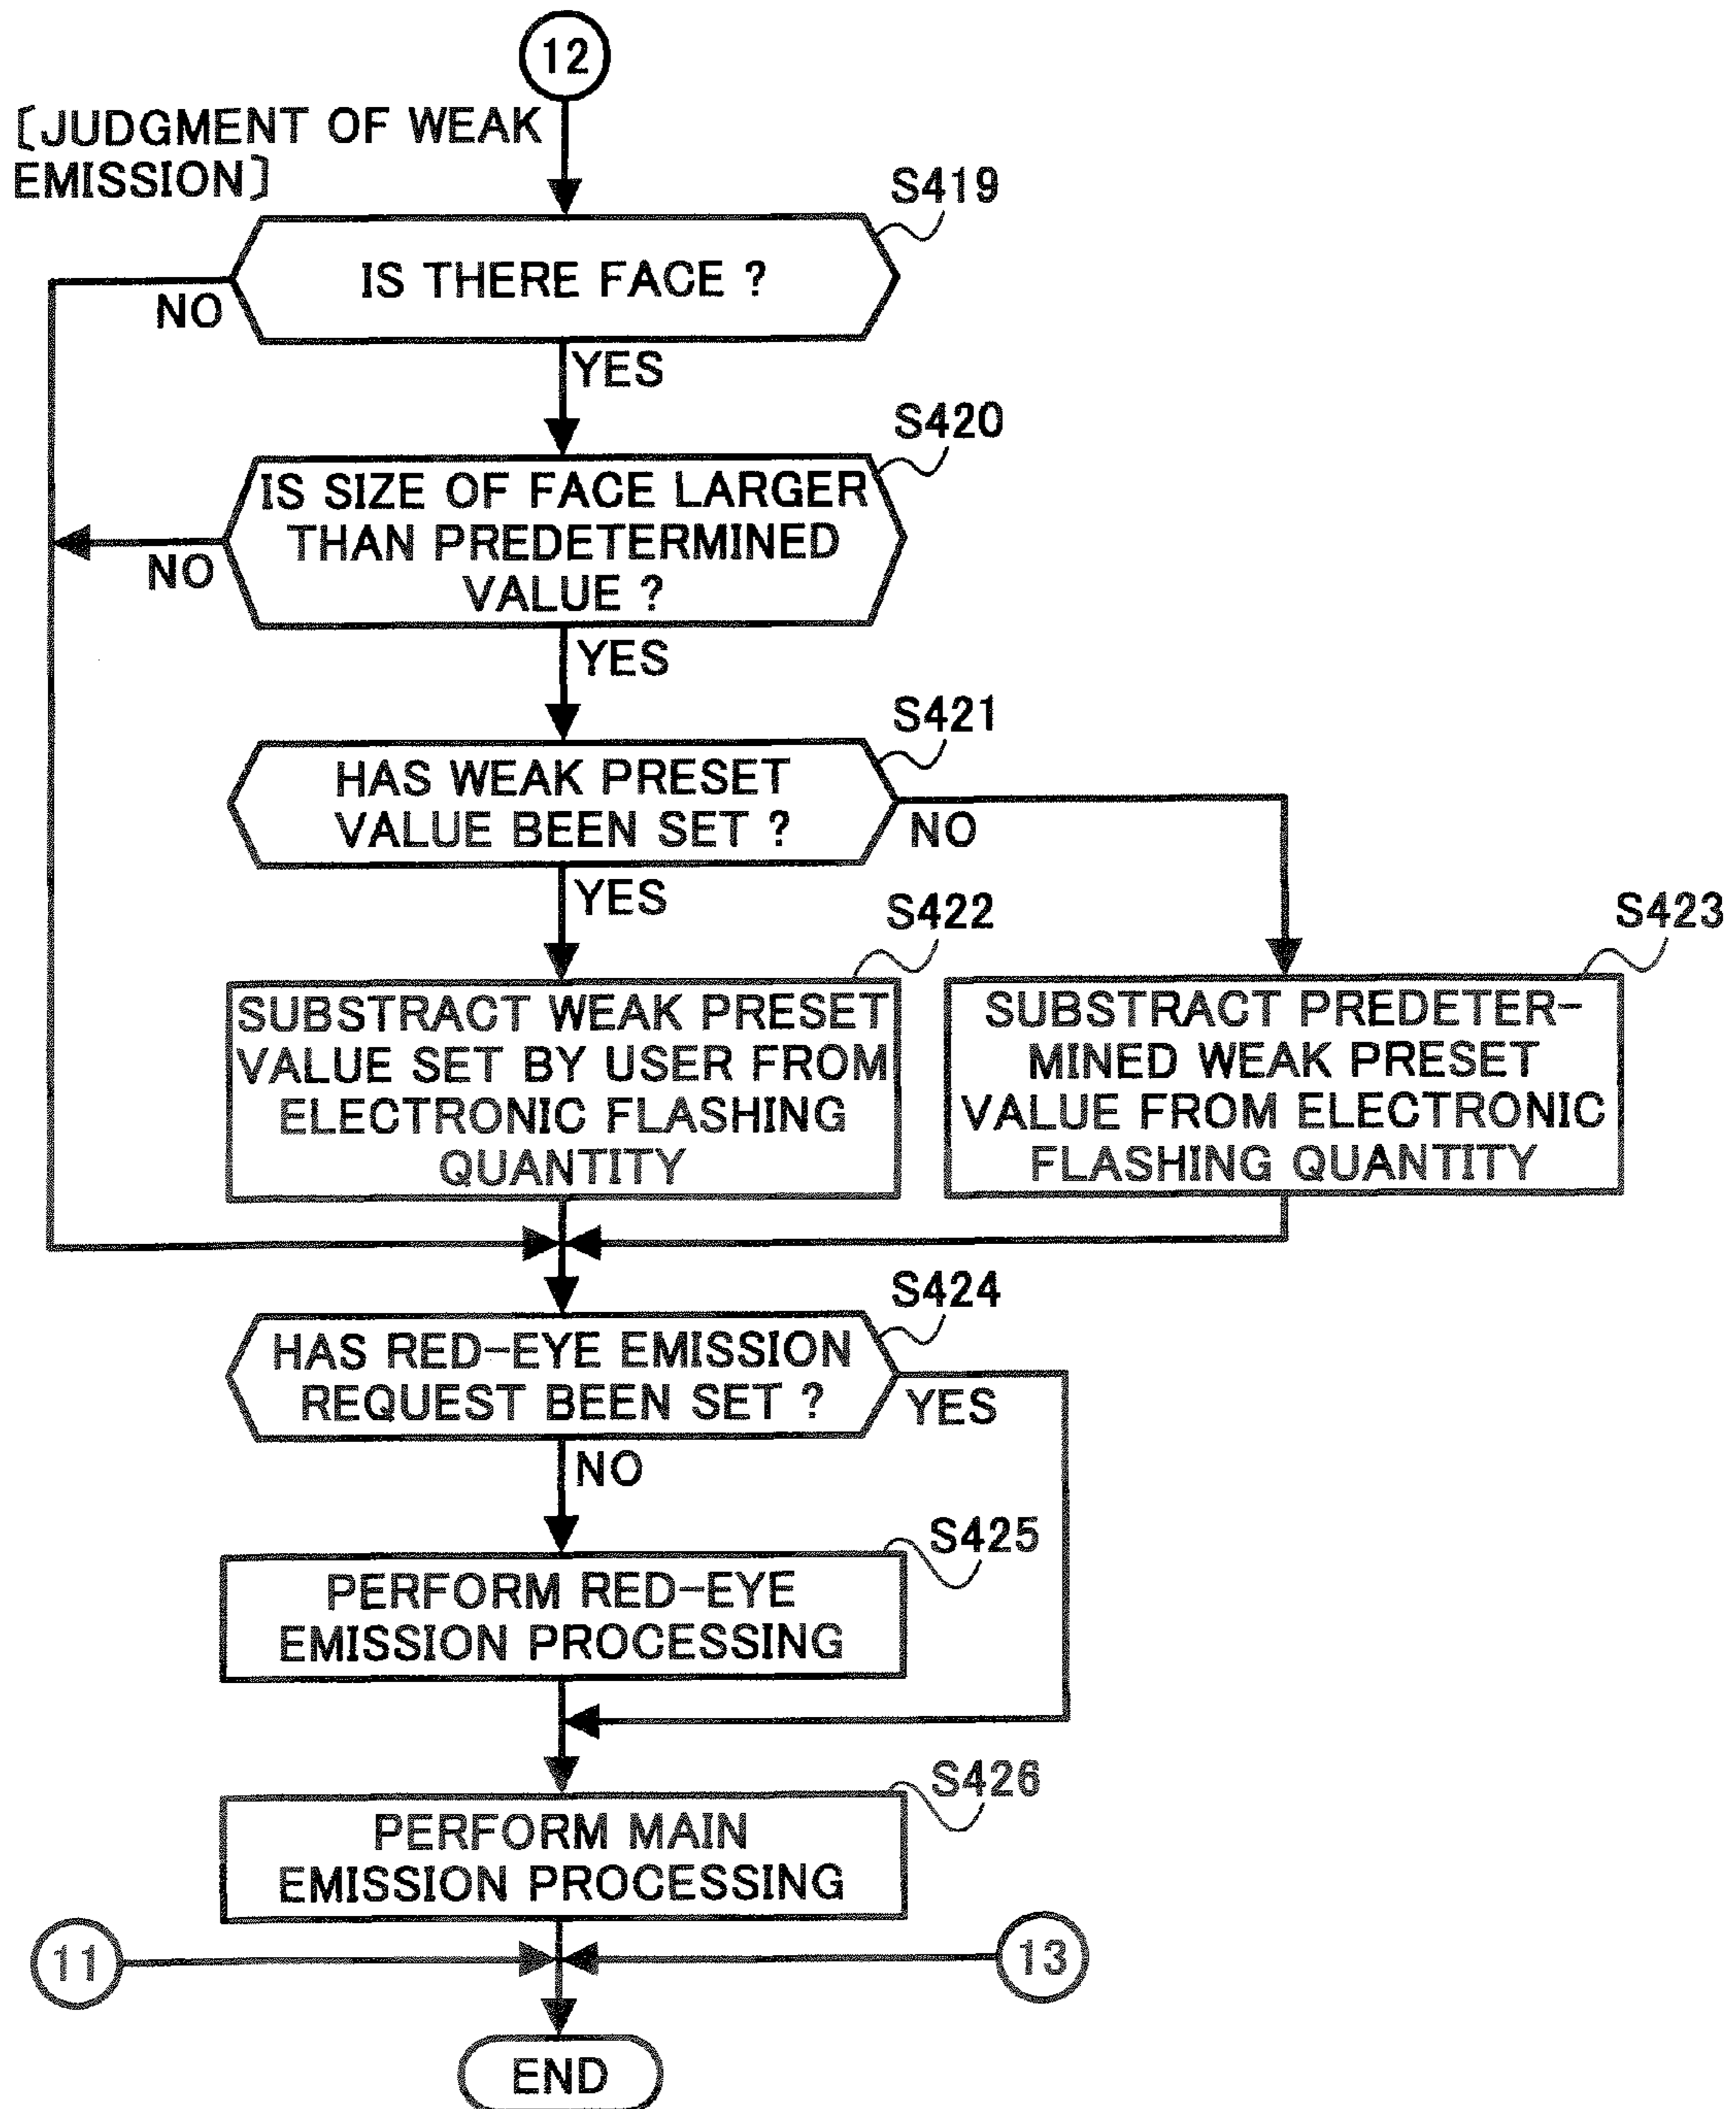 12
〔JUDGMENT OF WEAK
EMISSION〕
S419
IS THERE FACE ?
NO
YES
S420
IS SIZE OF FACE LARGER
THAN PREDETERMINED
VALUE ?
NO
YES
S421
HAS WEAK PRESET
VALUE BEEN SET ?
NO
YES
S422
SUBSTRACT WEAK PRESET
VALUE SET BY USER FROM
ELECTRONIC FLASHING
QUANTITY
S423
SUBSTRACT PREDETER-
MINED WEAK PRESET
VALUE FROM ELECTRONIC
FLASHING QUANTITY
S424
HAS RED-EYE EMISSION
REQUEST BEEN SET ?
YES
NO
S425
PERFORM RED-EYE
EMISSION PROCESSING
S426
PERFORM MAIN
EMISSION PROCESSING
11
13
END